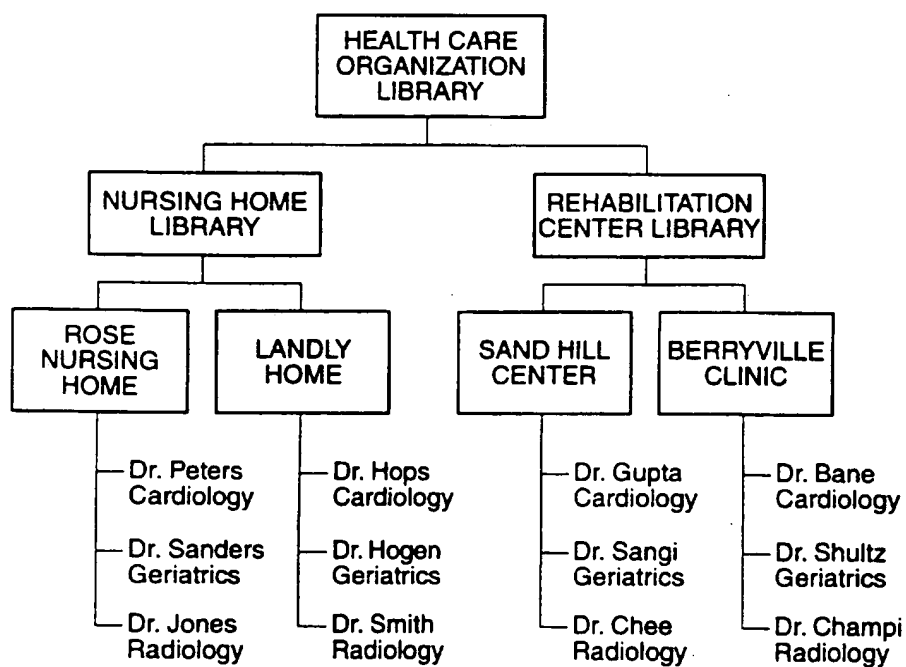 HEALTH CARE
ORGANIZATION
LIBRARY
NURSING HOME
LIBRARY
REHABILITATION
CENTER LIBRARY
ROSE
NURSING
HOME
LANDLY
HOME
SAND HILL
CENTER
BERRYVILLE
CLINIC
Dr. Peters
Cardiology
Dr. Sanders
Geriatrics
Dr. Jones
Radiology
Dr. Hops
Cardiology
Dr. Hogen
Geriatrics
Dr. Smith
Radiology
Dr. Gupta
Cardiology
Dr. Sangi
Geriatrics
Dr. Chee
Radiology
Dr. Bane
Cardiology
Dr. Shultz
Geriatrics
Dr. Champi
Radiology